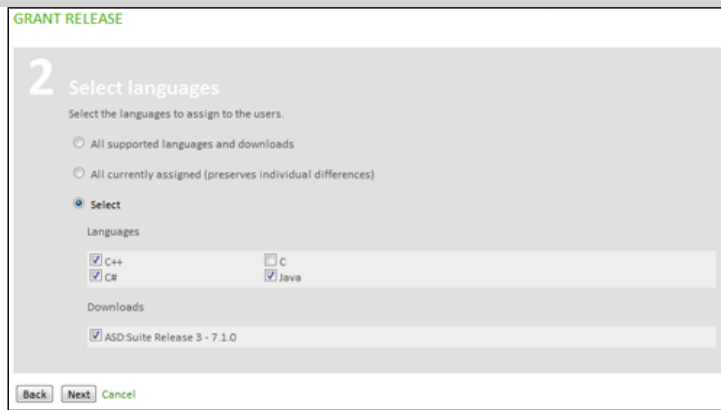 GRANT RELEASE
2 Select languages
Select the languages to assign to the users.
All supported languages and downloads
All currently assigned (preserves individual differences)
Select
Languages
C++ C
C# Java
Downloads
ASD:Suite Release 3 - 7.1.0
Back Next Cancel